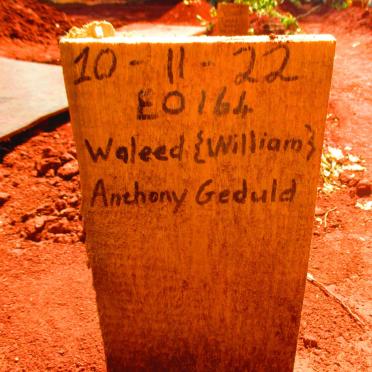 10-11-22
E0164
Waleed {William}
Anthony Geduld